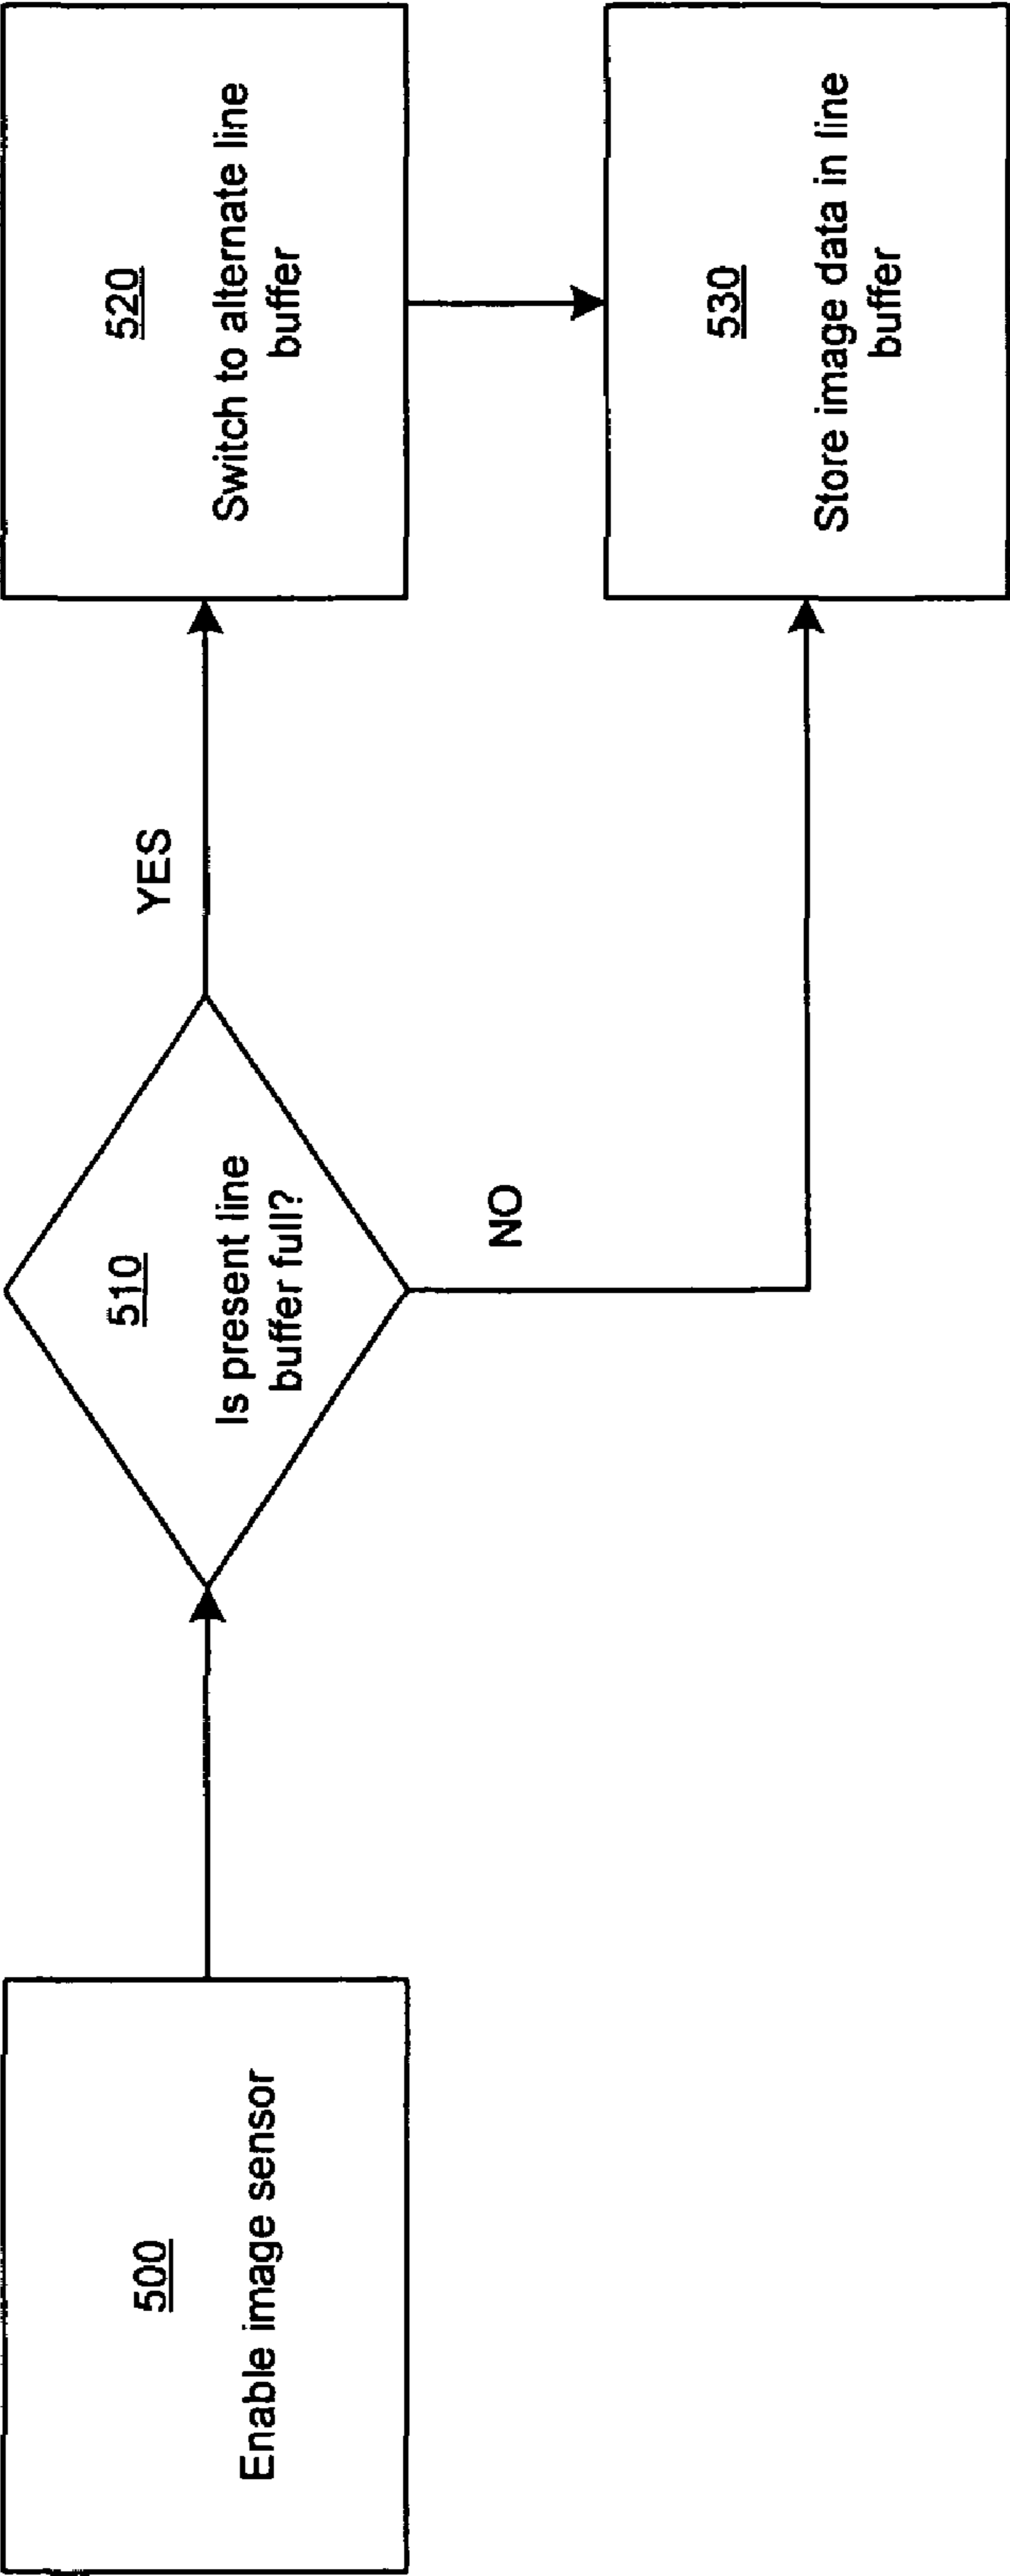 500
Enable image sensor
510
Is present line
buffer full?
YES
NO
520
Switch to alternate line
buffer
530
Store image data in line
buffer